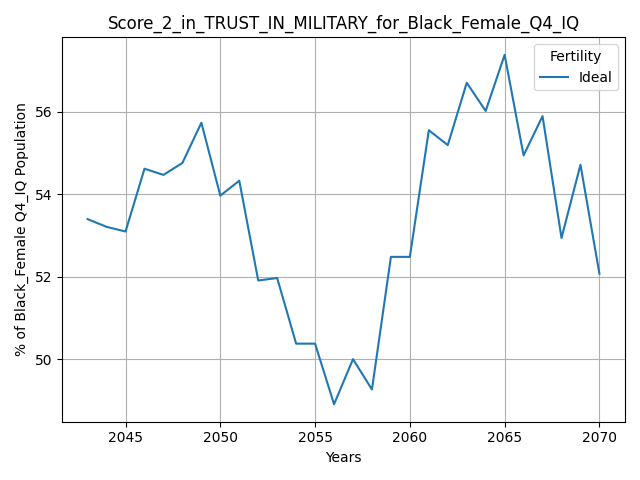 Score_2_in_TRUST_IN_MILITARY_for_Black_Female_Q4_IQ
Fertility
Ideal
% of Black_Female Q4_IQ Population
56
54
52
50
2045
2050
2055
2060
2065
2070
Years